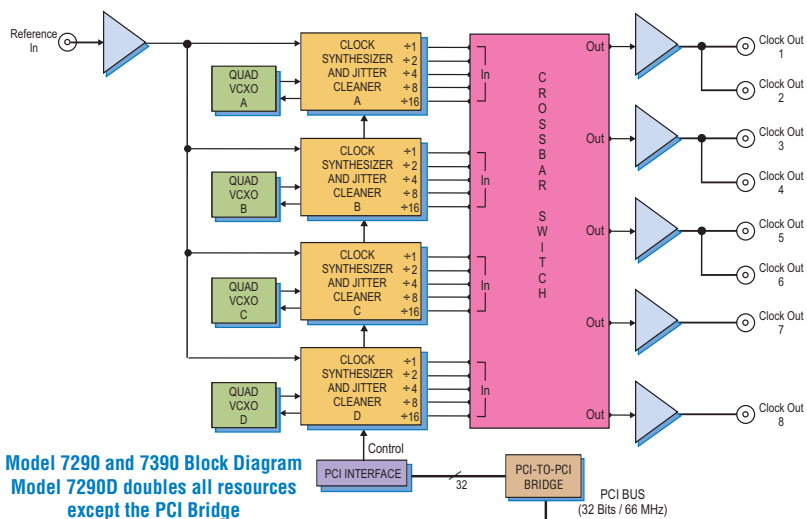 Reference
In
CLOCK
SYNTHESIZER
AND JITTER
CLEANER
A
÷1
÷2
÷4
÷8
÷16
QUAD
VCXO
A
In
CLOCK
SYNTHESIZER
AND JITTER
CLEANER
B
÷1
÷2
÷4
÷8
÷16
QUAD
VCXO
B
In
CLOCK
SYNTHESIZER
AND JITTER
CLEANER
C
÷1
÷2
÷4
÷8
÷16
QUAD
VCXO
C
In
CLOCK
SYNTHESIZER
AND JITTER
CLEANER
D
÷1
÷2
÷4
÷8
÷16
QUAD
VCXO
D
In
CROSSBAR SWITCH
Out
Out
Out
Out
Out
Clock Out
1
Clock Out
2
Clock Out
3
Clock Out
4
Clock Out
5
Clock Out
6
Clock Out
7
Clock Out
8
Control
PCI INTERFACE
32
PCI-TO-PCI
BRIDGE
PCI BUS
(32 Bits / 66 MHz)
Model 7290 and 7390 Block Diagram
Model 7290D doubles all resources
except the PCI Bridge